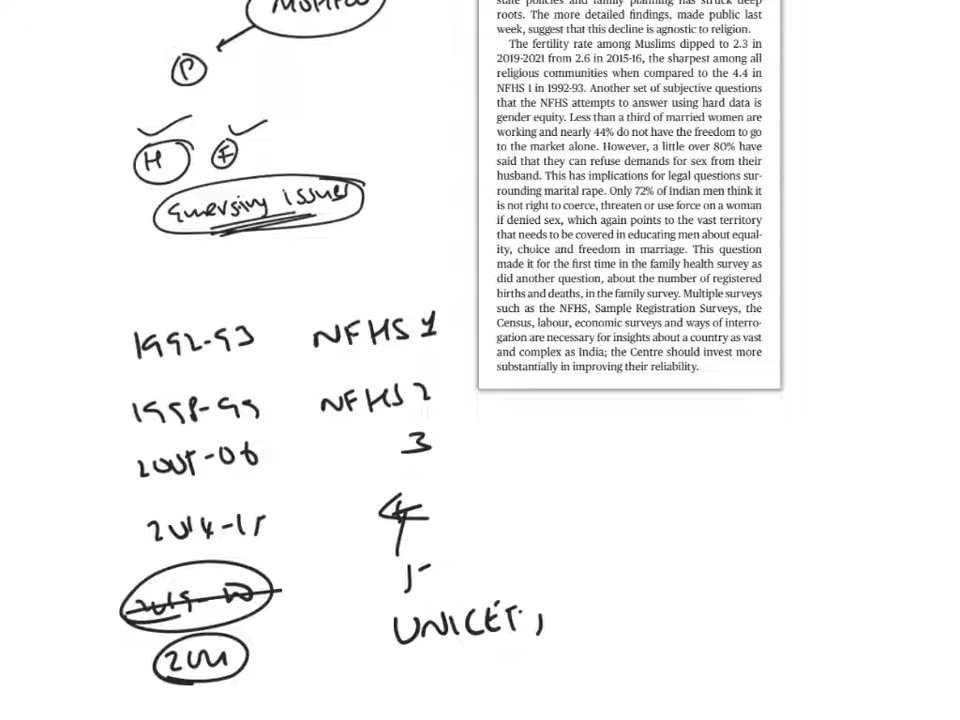 P
H F
Emersing issues
1992-93 NFHS 1
1998-99 NFHS 2
2005-06 3
2014-15 4
2019-20 5
UNICEF,
state policies and family planning has struck deep
roots. The more detailed findings, made public last
week, suggest that this decline is agnostic to religion.
The fertility rate among Muslims dipped to 2.3 in
2019-2021 from 2.6 in 2015-16, the sharpest among all
religious communities when compared to the 4.4 in
NFHS 1 in 1992-93. Another set of subjective questions
that the NFHS attempts to answer using hard data is
gender equity. Less than a third of married women are
working and nearly 44% do not have the freedom to go
to the market alone. However, a little over 80% have
said that they can refuse demands for sex from their
husband. This has implications for legal questions sur-
rounding marital rape. Only 72% of Indian men think it
is not right to coerce, threaten or use force on a woman
if denied sex, which again points to the vast territory
that needs to be covered in educating men about equal-
ity, choice and freedom in marriage. This question
made it for the first time in the family health survey as
did another question, about the number of registered
births and deaths, in the family survey. Multiple surveys
such as the NFHS, Sample Registration Surveys, the
Census, labour, economic surveys and ways of interro-
gation are necessary for insights about a country as vast
and complex as India; the Centre should invest more
substantially in improving their reliability.